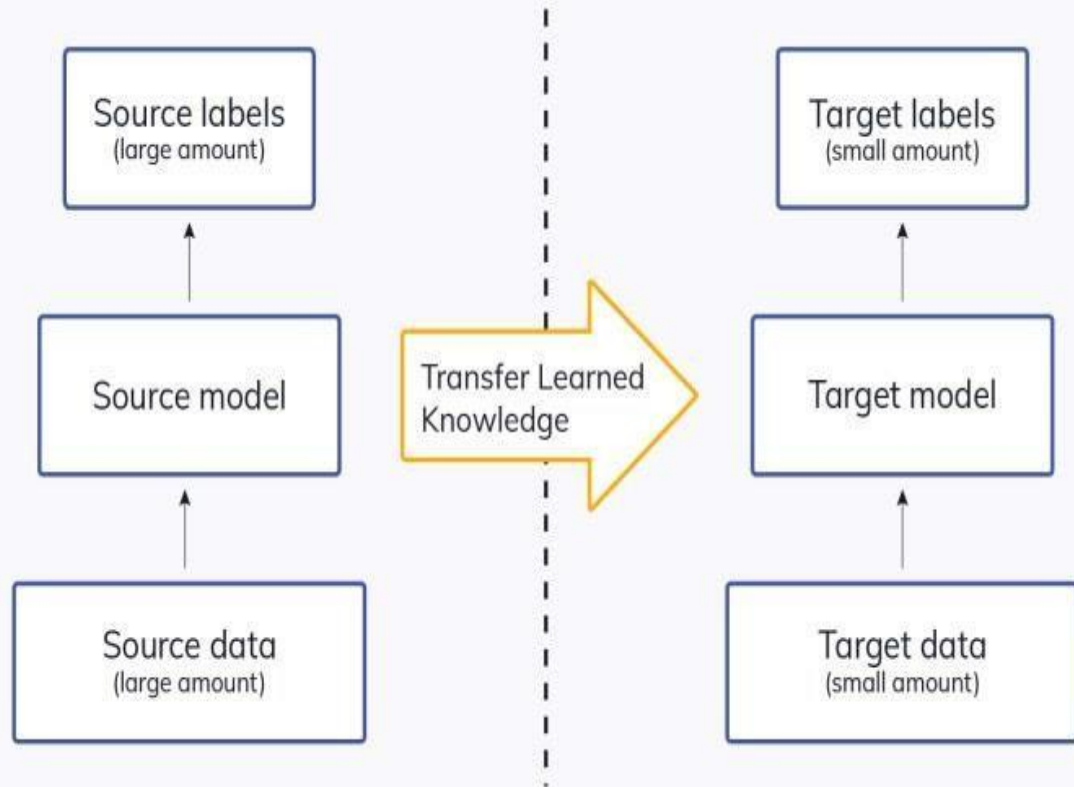 Source labels
(large amount)
Target labels
(small amount)
Source model
Transfer Learned
Knowledge
Target model
Source data
(large amount)
Target data
(small amount)